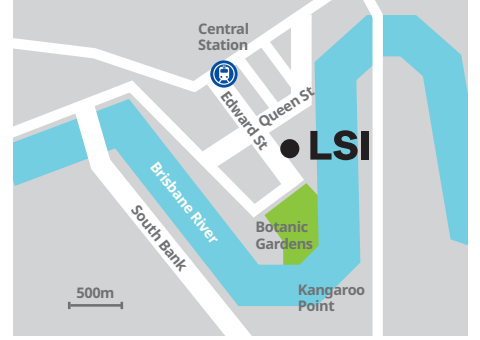 Central
Station
Queen St
Edward St
LSI
Brisbane River
South Bank
Botanic
Gardens
Kangaroo
Point
500m